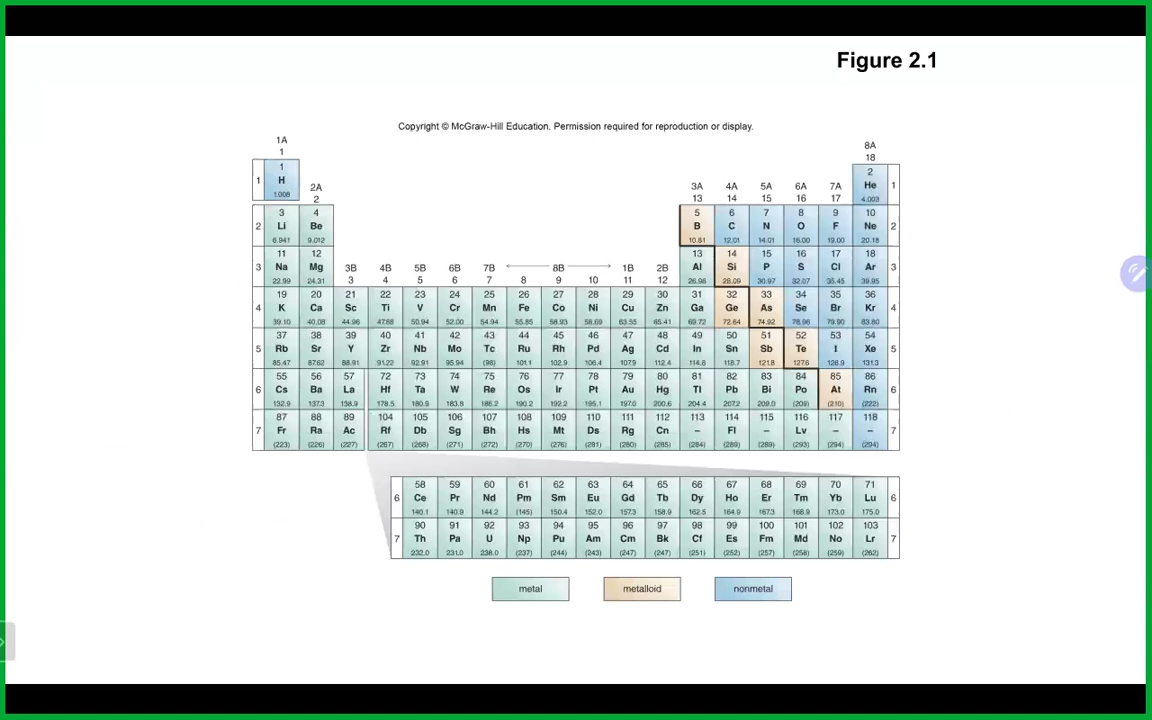 Figure 2.1
Copyright © McGraw-Hill Education. Permission required for reproduction or display.
1A 8A
1 18
1 2
1 H 2A 3A 4A 5A 6A 7A He 1
1.008 2 13 14 15 16 17 4.003
3 4 5 6 7 8 9 10
2 Li Be B C N O F Ne 2
6.941 9.012 10.81 12.01 14.01 16.00 19.00 20.18
11 12 13 14 15 16 17 18
3 Na Mg 3B 4B 5B 6B 7B 8B 1B 2B Al Si P S Cl Ar 3
22.99 24.31 3 4 5 6 7 8 9 10 11 12 26.98 28.09 30.97 32.07 35.45 39.95
19 20 21 22 23 24 25 26 27 28 29 30 31 32 33 34 35 36
4 K Ca Sc Ti V Cr Mn Fe Co Ni Cu Zn Ga Ge As Se Br Kr 4
39.10 40.08 44.96 47.88 50.94 52.00 54.94 55.85 58.93 58.69 63.55 65.41 69.72 72.64 74.92 78.96 79.90 83.80
37 38 39 40 41 42 43 44 45 46 47 48 49 50 51 52 53 54
5 Rb Sr Y Zr Nb Mo Tc Ru Rh Pd Ag Cd In Sn Sb Te I Xe 5
85.47 87.62 88.91 91.22 92.91 95.94 (98) 101.1 102.9 106.4 107.9 112.4 114.8 118.7 121.8 127.6 126.9 131.3
55 56 57 72 73 74 75 76 77 78 79 80 81 82 83 84 85 86
6 Cs Ba La Hf Ta W Re Os Ir Pt Au Hg Tl Pb Bi Po At Rn 6
132.9 137.3 138.9 178.5 180.9 183.8 186.2 190.2 192.2 195.1 197.0 200.6 204.4 207.2 209.0 (209) (210) (222)
87 88 89 104 105 106 107 108 109 110 111 112 113 114 115 116 117 118
7 Fr Ra Ac Rf Db Sg Bh Hs Mt Ds Rg Cn – Fl – Lv – – 7
(223) (226) (227) (267) (268) (271) (272) (270) (276) (281) (280) (285) (284) (289) (289) (293) (294) (294)
58 59 60 61 62 63 64 65 66 67 68 69 70 71
6 Ce Pr Nd Pm Sm Eu Gd Tb Dy Ho Er Tm Yb Lu 6
140.1 140.9 144.2 (145) 150.4 152.0 157.3 158.9 162.5 164.9 167.3 168.9 173.0 175.0
90 91 92 93 94 95 96 97 98 99 100 101 102 103
7 Th Pa U Np Pu Am Cm Bk Cf Es Fm Md No Lr 7
232.0 231.0 238.0 (237) (244) (243) (247) (247) (251) (252) (257) (258) (259) (262)
metal metalloid nonmetal